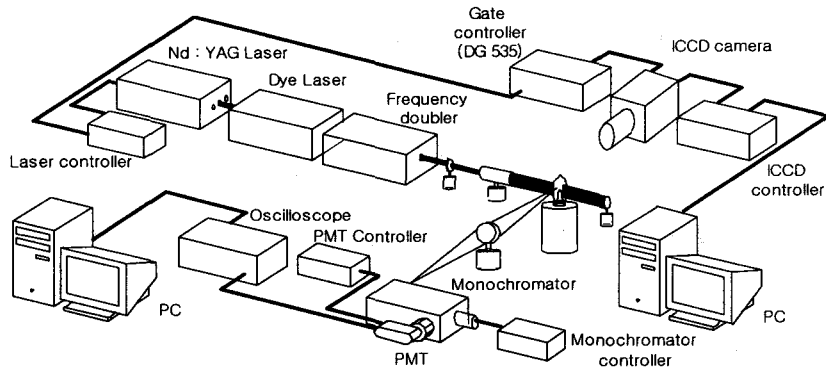 Gate
controller
(DG 535)
ICCD camera
Nd : YAG Laser
Dye Laser
Frequency
doubler
Laser controller
ICCD
controller
Oscilloscope
PMT Controller
Monochromator
PC
PMT
Monochromator
controller
PC